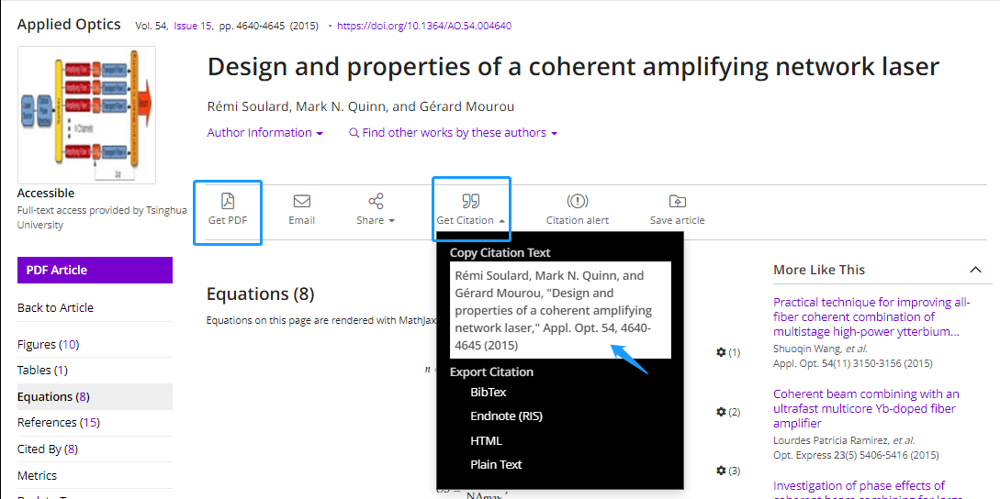 Applied Optics Vol. 54, Issue 15, pp. 4640-4645 (2015) • https://doi.org/10.1364/AO.54.004640
Design and properties of a coherent amplifying network laser
Rémi Soulard, Mark N. Quinn, and Gérard Mourou
Author Information Find other works by these authors
Accessible
Full-text access provided by Tsinghua
University
Get PDF
Email
Share
Get Citation
Citation alert
Save article
Copy Citation Text
Rémi Soulard, Mark N. Quinn, and
Gérard Mourou, "Design and
properties of a coherent amplifying
network laser," Appl. Opt. 54, 4640-
4645 (2015)
Export Citation
BibTex
Endnote (RIS)
HTML
Plain Text
PDF Article
Back to Article
Figures (10)
Tables (1)
Equations (8)
References (15)
Cited By (8)
Metrics
Equations (8)
Equations on this page are rendered with MathJax
n =
NAmax
(1)
(2)
(3)
More Like This
Practical technique for improving all-
fiber coherent combination of
multistage high-power ytterbium...
Shuoqin Wang, et al.
Appl. Opt. 54(11) 3150-3156 (2015)
Coherent beam combining with an
ultrafast multicore Yb-doped fiber
amplifier
Lourdes Patricia Ramirez, et al.
Opt. Express 23(5) 5406-5416 (2015)
Investigation of phase effects of